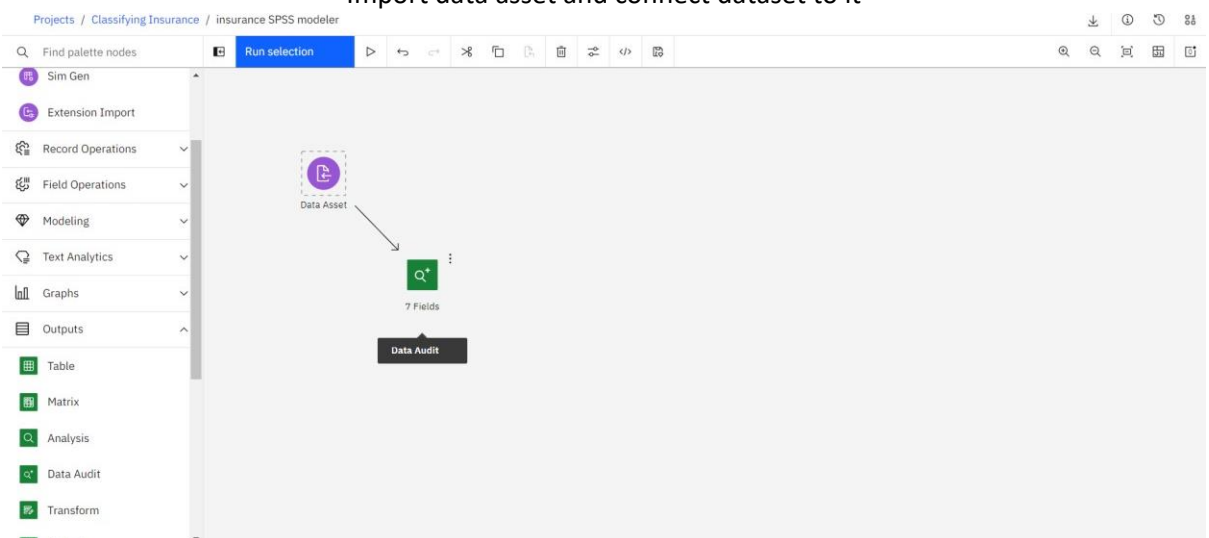 Import data asset and connect dataset to it
Projects / Classifying Insurance / insurance SPSS modeler
Find palette nodes
Run selection
Sim Gen
Extension Import
Record Operations
Field Operations
Modeling
Text Analytics
Graphs
Outputs
Table
Matrix
Analysis
Data Audit
Transform
Data Asset
7 Fields
Data Audit